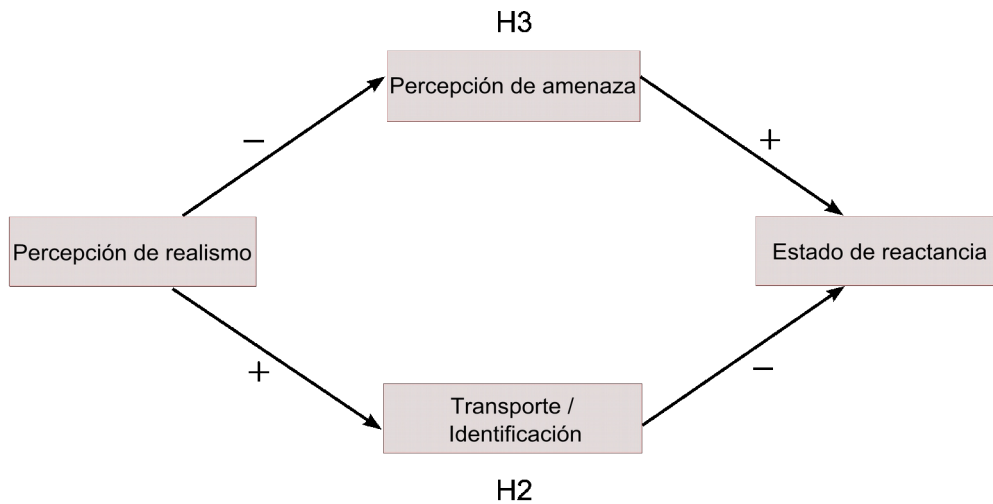 H3
Percepción de amenaza
−
+
Percepción de realismo
Estado de reactancia
+
−
Transporte /
Identificación
H2